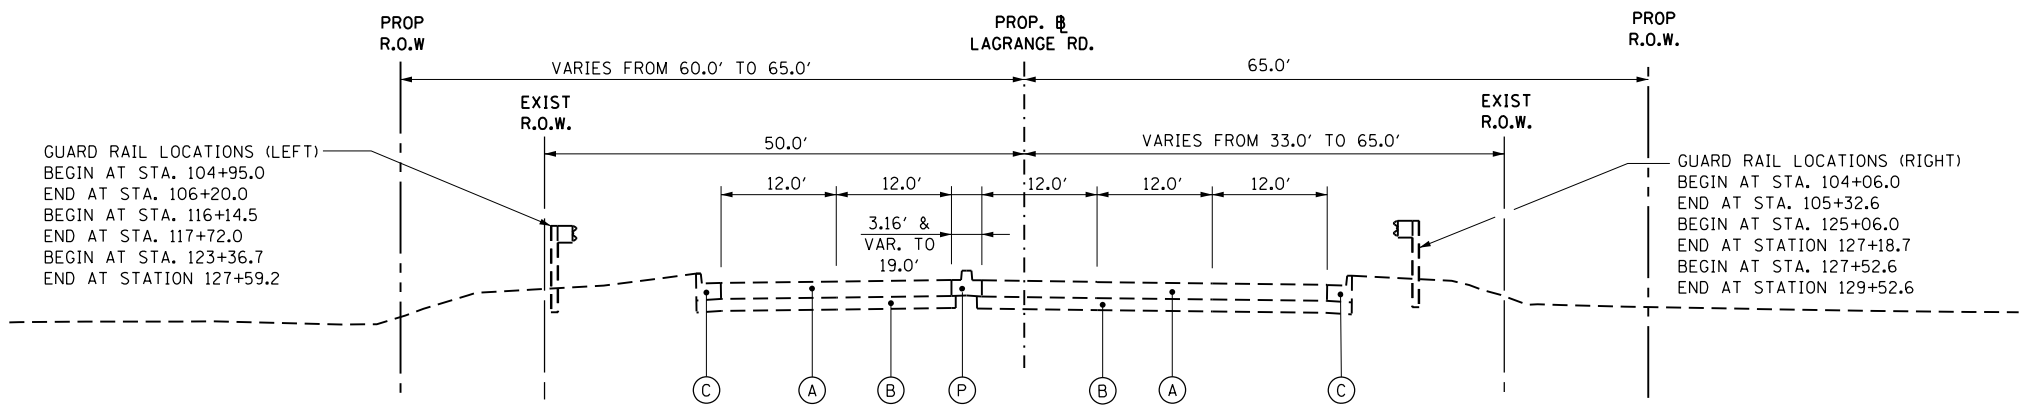 PROP
R.O.W
PROP. ℄
LAGRANGE RD.
PROP
R.O.W.
VARIES FROM 60.0' TO 65.0'
65.0'
EXIST
R.O.W.
EXIST
R.O.W.
50.0'
VARIES FROM 33.0' TO 65.0'
GUARD RAIL LOCATIONS (LEFT)
BEGIN AT STA. 104+95.0
END AT STA. 106+20.0
BEGIN AT STA. 116+14.5
END AT STA. 117+72.0
BEGIN AT STA. 123+36.7
END AT STATION 127+59.2
12.0'
12.0'
12.0'
12.0'
12.0'
3.16' &
VAR. TO
19.0'
GUARD RAIL LOCATIONS (RIGHT)
BEGIN AT STA. 104+06.0
END AT STA. 105+32.6
BEGIN AT STA. 125+06.0
END AT STATION 127+18.7
BEGIN AT STA. 127+52.6
END AT STATION 129+52.6
C
A
B
P
B
A
C